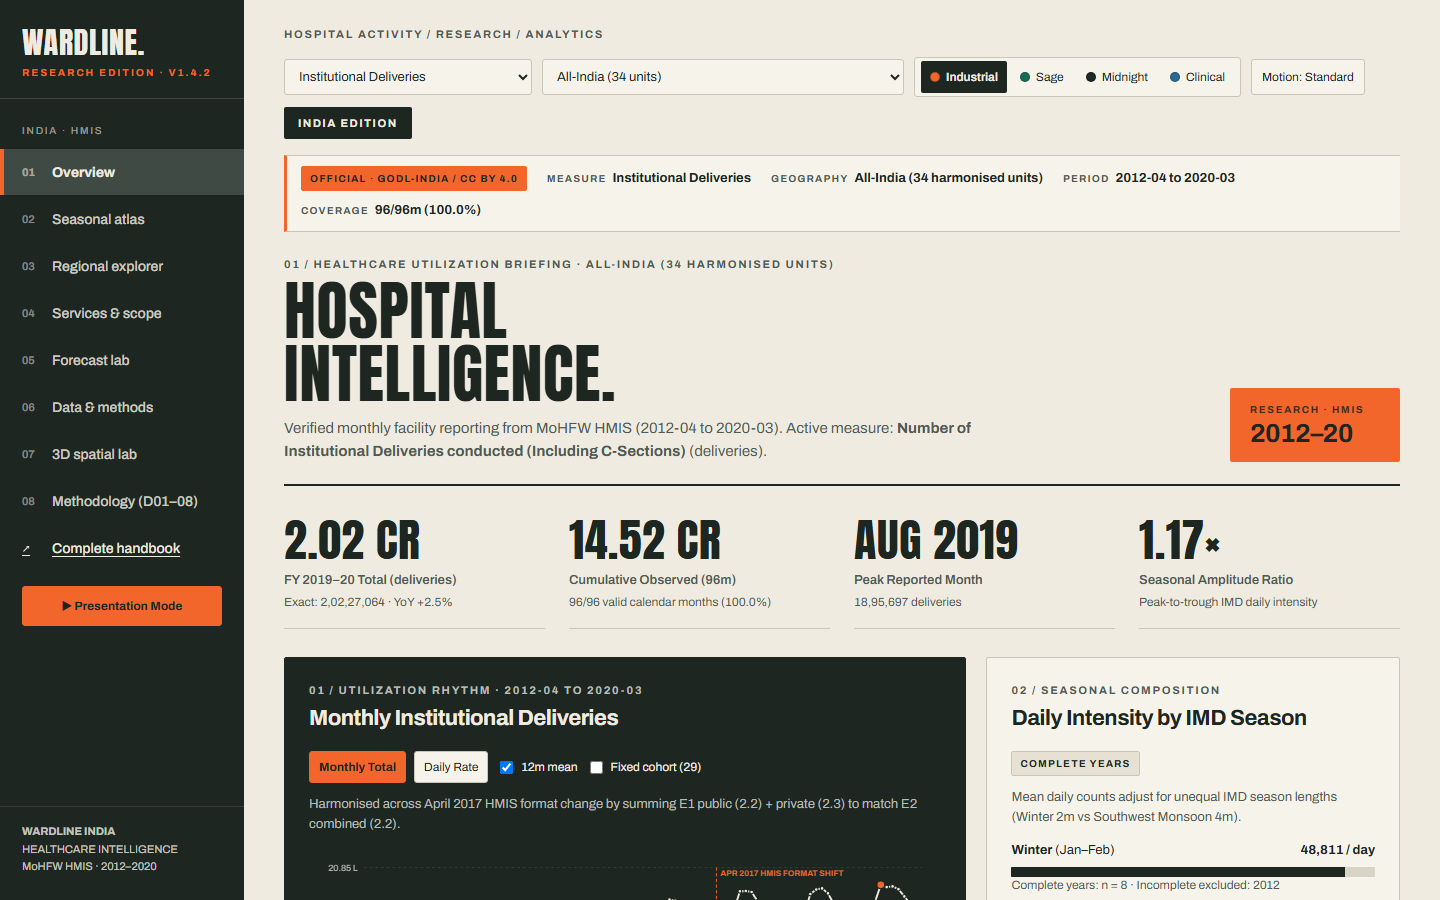 WARDLINE.
RESEARCH EDITION · V1.4.2
INDIA · HMIS
01 Overview
02 Seasonal atlas
03 Regional explorer
04 Services & scope
05 Forecast lab
06 Data & methods
07 3D spatial lab
08 Methodology (D01–08)
↗ Complete handbook
▶ Presentation Mode
WARDLINE INDIA
HEALTHCARE INTELLIGENCE
MoHFW HMIS · 2012–2020
HOSPITAL ACTIVITY / RESEARCH / ANALYTICS
Institutional Deliveries
All-India (34 units)
Industrial
Sage
Midnight
Clinical
Motion: Standard
INDIA EDITION
OFFICIAL · GODL-INDIA / CC BY 4.0
MEASURE Institutional Deliveries
GEOGRAPHY All-India (34 harmonised units)
PERIOD 2012-04 to 2020-03
COVERAGE 96/96m (100.0%)
01 / HEALTHCARE UTILIZATION BRIEFING · ALL-INDIA (34 HARMONISED UNITS)
HOSPITAL
INTELLIGENCE.
Verified monthly facility reporting from MoHFW HMIS (2012-04 to 2020-03). Active measure: Number of
Institutional Deliveries conducted (Including C-Sections) (deliveries).
RESEARCH · HMIS
2012–20
2.02 CR
FY 2019–20 Total (deliveries)
Exact: 2,02,27,064 · YoY +2.5%
14.52 CR
Cumulative Observed (96m)
96/96 valid calendar months (100.0%)
AUG 2019
Peak Reported Month
18,95,697 deliveries
1.17✖
Seasonal Amplitude Ratio
Peak-to-trough IMD daily intensity
01 / UTILIZATION RHYTHM · 2012-04 TO 2020-03
Monthly Institutional Deliveries
Monthly Total
Daily Rate
12m mean
Fixed cohort (29)
Harmonised across April 2017 HMIS format change by summing E1 public (2.2) + private (2.3) to match E2
combined (2.2).
20.85 L
APR 2017 HMIS FORMAT SHIFT
02 / SEASONAL COMPOSITION
Daily Intensity by IMD Season
COMPLETE YEARS
Mean daily counts adjust for unequal IMD season lengths
(Winter 2m vs Southwest Monsoon 4m).
Winter (Jan–Feb) 48,811 / day
Complete years: n = 8 · Incomplete excluded: 2012